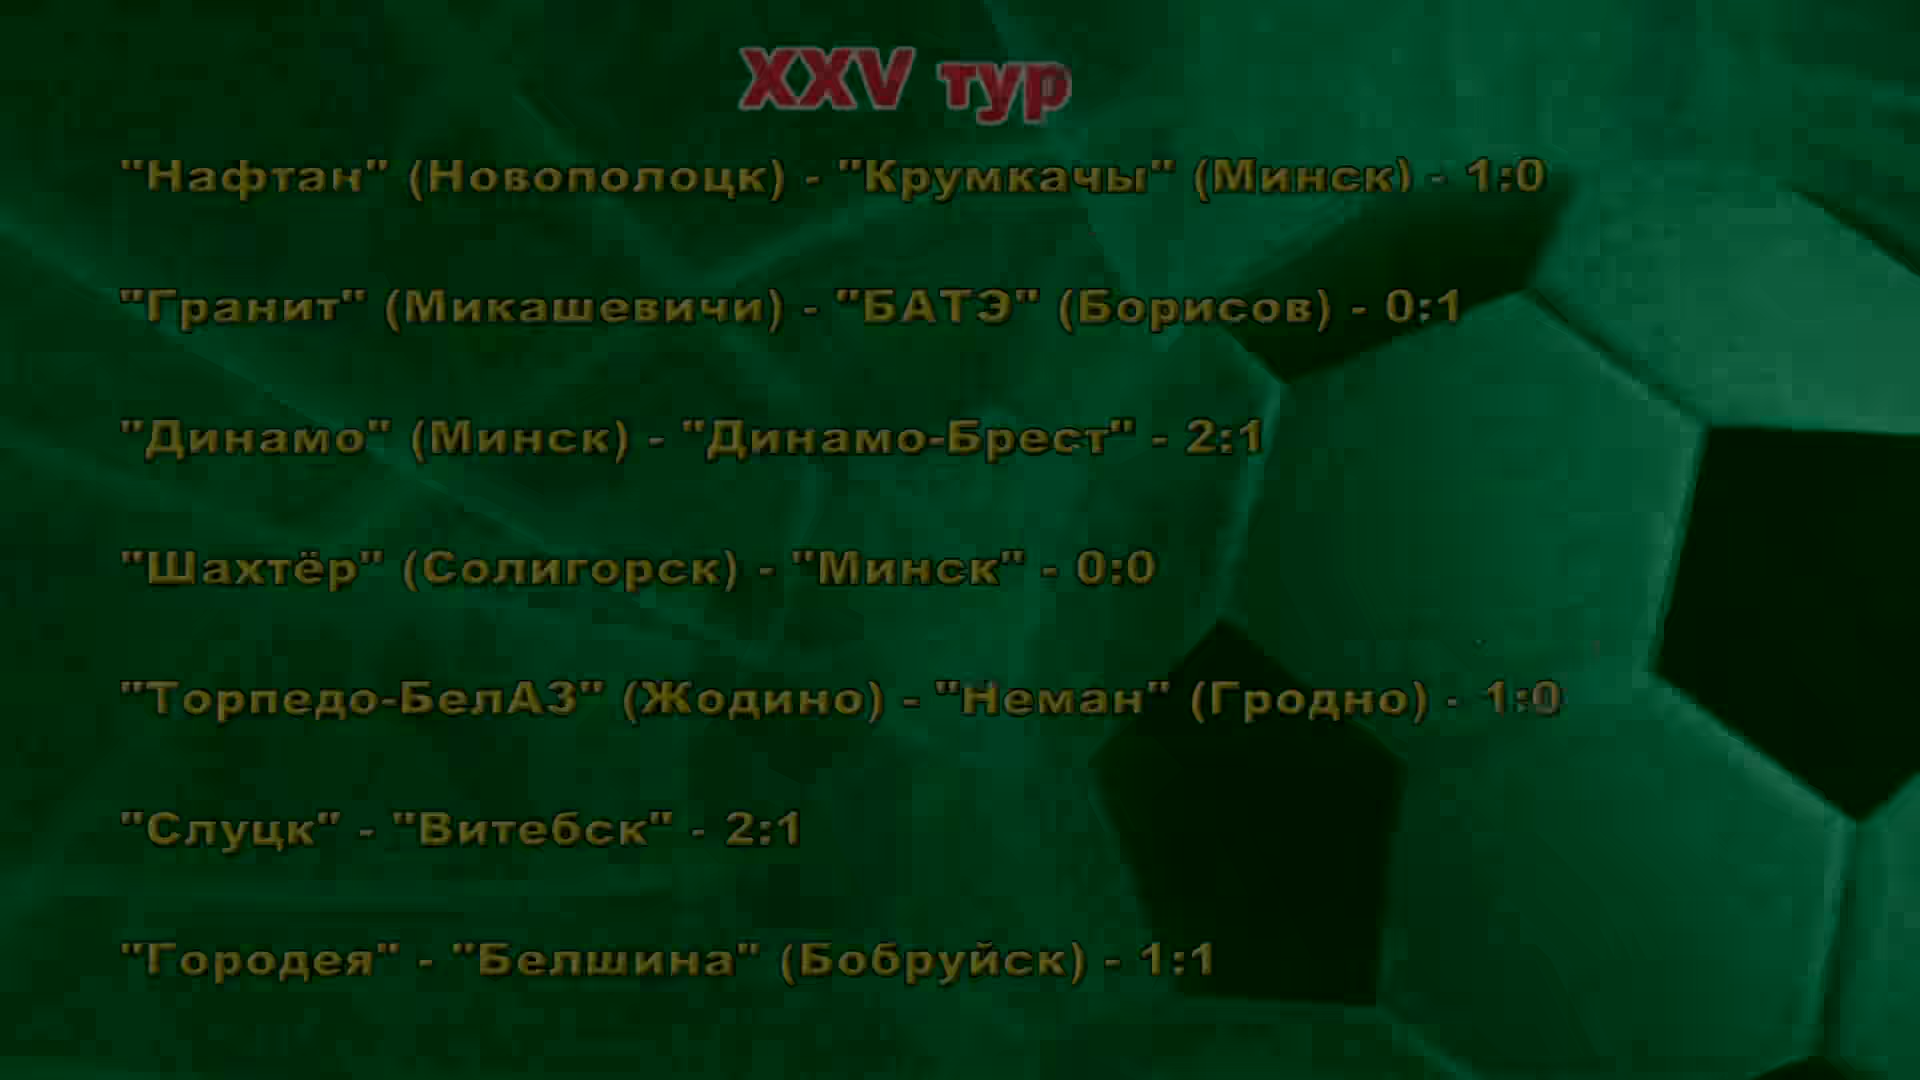 XXV тур
"Нафтан" (Новополоцк) - "Крумкачы" (Минск) - 1:0
"Гранит" (Микашевичи) - "БАТЭ" (Борисов) - 0:1
"Динамо" (Минск) - "Динамо-Брест" - 2:1
"Шахтёр" (Солигорск) - "Минск" - 0:0
"Торпедо-БелАЗ" (Жодино) - "Неман" (Гродно) - 1:0
"Слуцк" - "Витебск" - 2:1
"Городея" - "Белшина" (Бобруйск) - 1:1